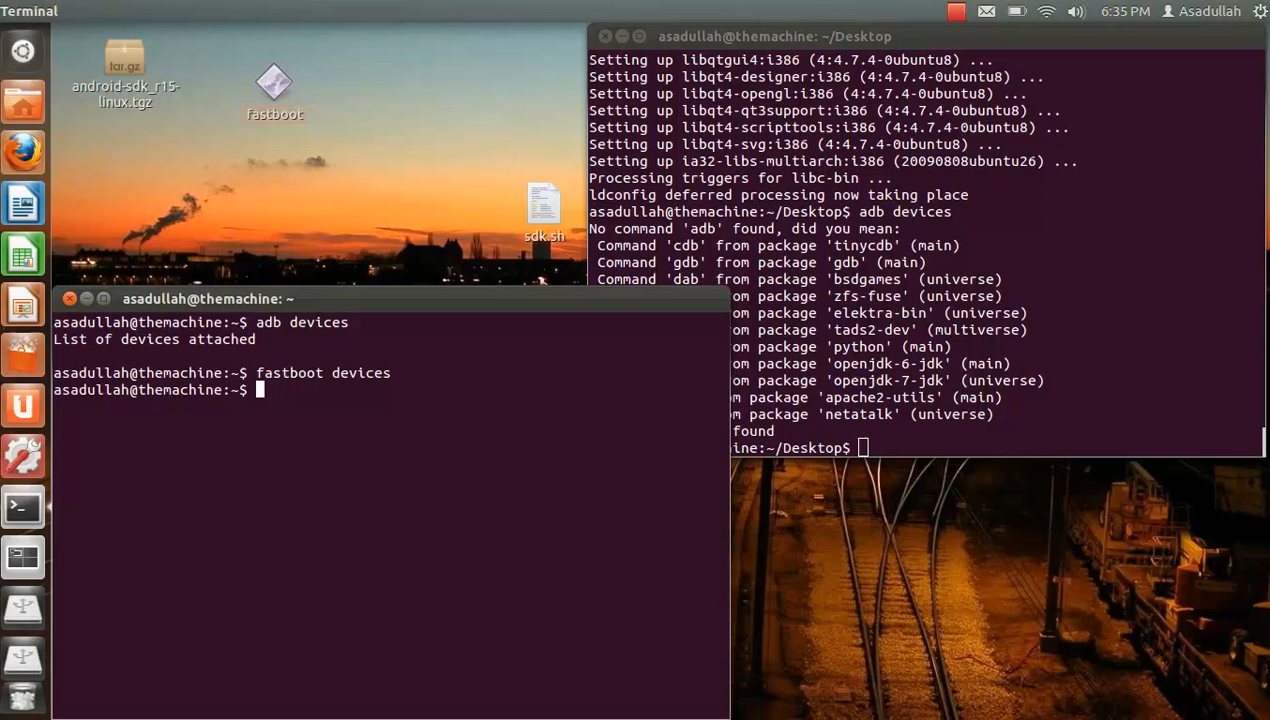 Terminal
6:35 PM
Asadullah
tar.gz
android-sdk_r15-
linux.tgz
fastboot
sdk.sh
asadullah@themachine: ~/Desktop
Setting up libqtgui4:i386 (4:4.7.4-0ubuntu8) ...
Setting up libqt4-designer:i386 (4:4.7.4-0ubuntu8) ...
Setting up libqt4-opengl:i386 (4:4.7.4-0ubuntu8) ...
Setting up libqt4-qt3support:i386 (4:4.7.4-0ubuntu8) ...
Setting up libqt4-scripttools:i386 (4:4.7.4-0ubuntu8) ...
Setting up libqt4-svg:i386 (4:4.7.4-0ubuntu8) ...
Setting up ia32-libs-multiarch:i386 (20090808ubuntu26) ...
Processing triggers for libc-bin ...
ldconfig deferred processing now taking place
asadullah@themachine:~/Desktop$ adb devices
No command 'adb' found, did you mean:
Command 'cdb' from package 'tinycdb' (main)
Command 'gdb' from package 'gdb' (main)
Command 'dab' from package 'bsdgames' (universe)
om package 'zfs-fuse' (universe)
om package 'elektra-bin' (universe)
om package 'tads2-dev' (multiverse)
om package 'python' (main)
om package 'openjdk-6-jdk' (main)
om package 'openjdk-7-jdk' (universe)
om package 'apache2-utils' (main)
om package 'netatalk' (universe)
found
ine:~/Desktop$
asadullah@themachine: ~
asadullah@themachine:~$ adb devices
List of devices attached
asadullah@themachine:~$ fastboot devices
asadullah@themachine:~$